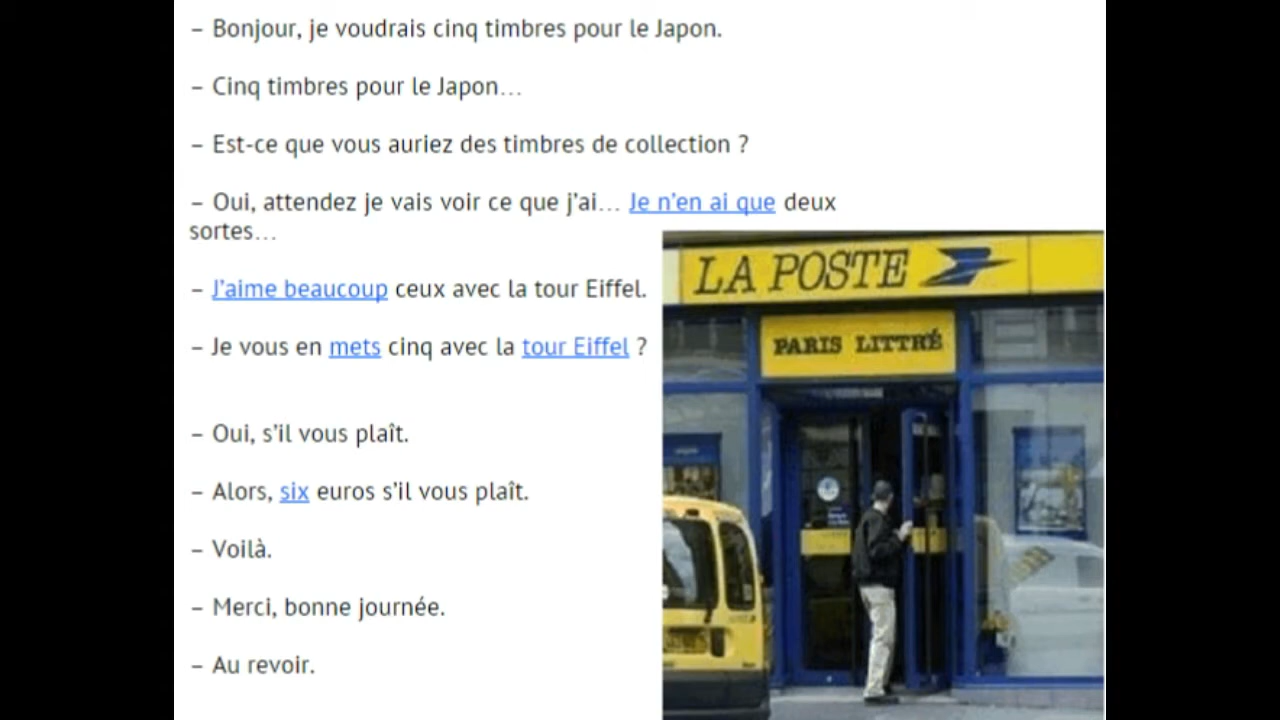 – Bonjour, je voudrais cinq timbres pour le Japon.
– Cinq timbres pour le Japon…
– Est-ce que vous auriez des timbres de collection ?
– Oui, attendez je vais voir ce que j’ai… Je n’en ai que deux
sortes…
– J’aime beaucoup ceux avec la tour Eiffel.
– Je vous en mets cinq avec la tour Eiffel ?
– Oui, s’il vous plaît.
– Alors, six euros s’il vous plaît.
– Voilà.
– Merci, bonne journée.
– Au revoir.
LA POSTE
PARIS LITTRÉ